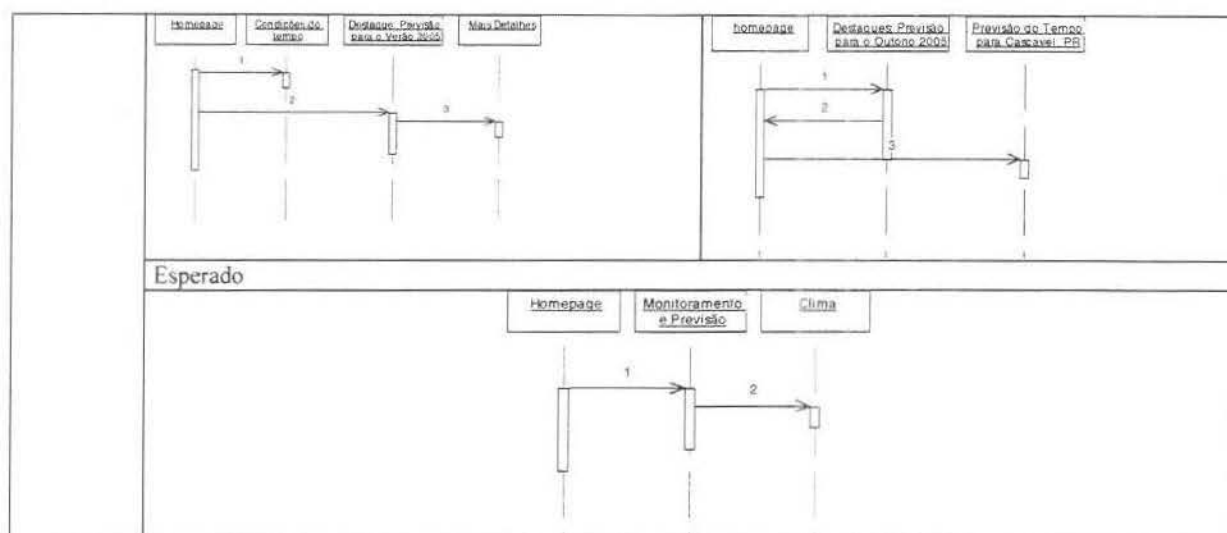 Homepage
Condições do
tempo
Destaque: Previsão
para o Verão 2005
Mais Detalhes
1
2
3
homepage
Destaques: Previsão
para o Outono 2005
Previsão do Tempo
para Cascavel, PR
1
2
3
Esperado
Homepage
Monitoramento
e Previsão
Clima
1
2